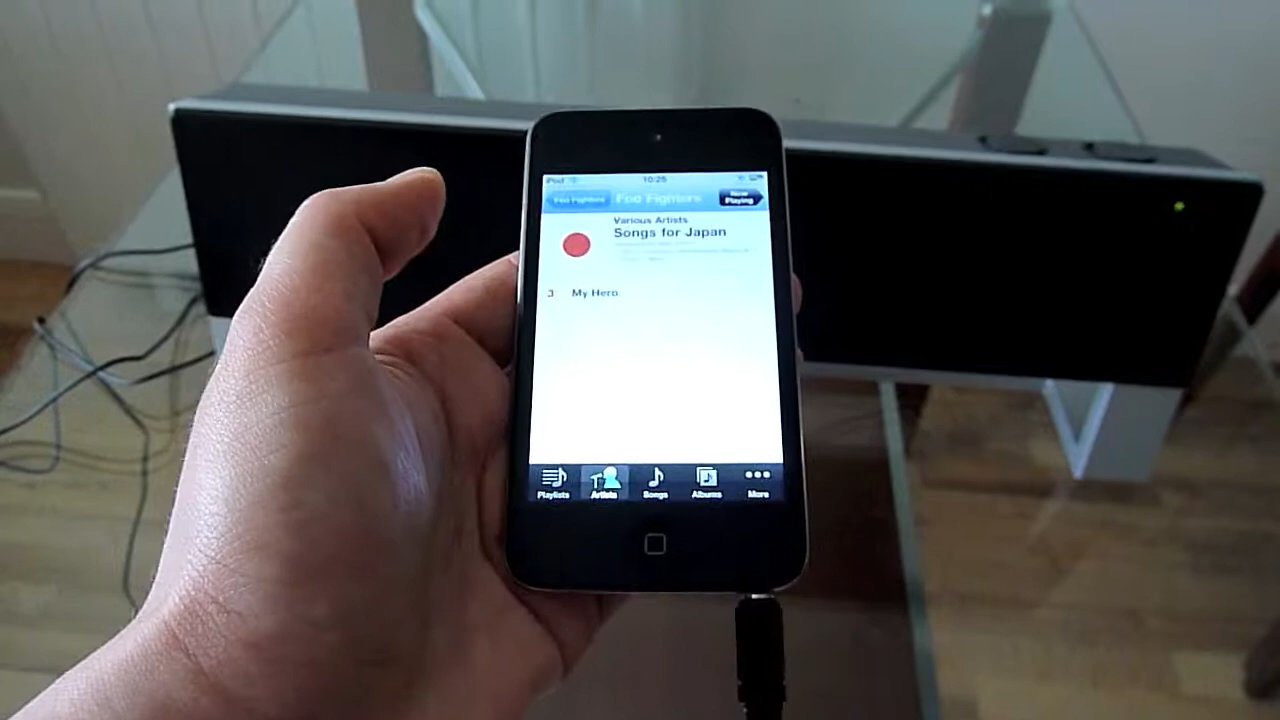 iPod 10:25
Foo Fighters Foo Fighters Now Playing
Various Artists
Songs for Japan
3 My Hero
Playlists Artists Songs Albums More